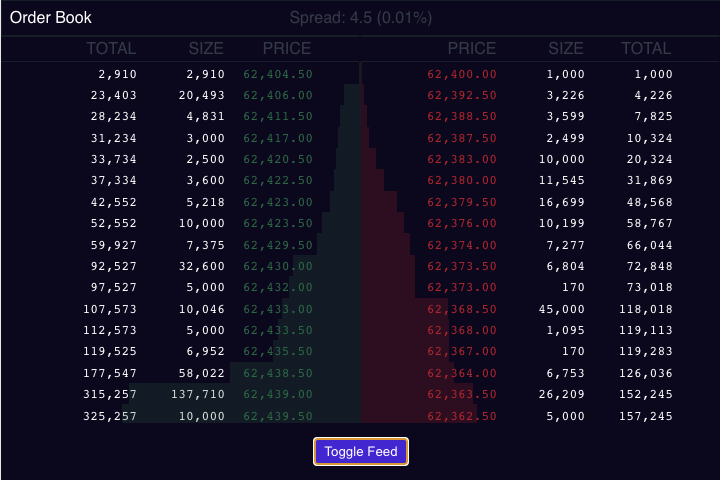 Order Book Spread: 4.5 (0.01%)
TOTAL SIZE PRICE PRICE SIZE TOTAL
2,910 2,910 62,404.50 62,400.00 1,000 1,000
23,403 20,493 62,406.00 62,392.50 3,226 4,226
28,234 4,831 62,411.50 62,388.50 3,599 7,825
31,234 3,000 62,417.00 62,387.50 2,499 10,324
33,734 2,500 62,420.50 62,383.00 10,000 20,324
37,334 3,600 62,422.50 62,380.00 11,545 31,869
42,552 5,218 62,423.00 62,379.50 16,699 48,568
52,552 10,000 62,423.50 62,376.00 10,199 58,767
59,927 7,375 62,429.50 62,374.00 7,277 66,044
92,527 32,600 62,430.00 62,373.50 6,804 72,848
97,527 5,000 62,432.00 62,373.00 170 73,018
107,573 10,046 62,433.00 62,368.50 45,000 118,018
112,573 5,000 62,433.50 62,368.00 1,095 119,113
119,525 6,952 62,435.50 62,367.00 170 119,283
177,547 58,022 62,438.50 62,364.00 6,753 126,036
315,257 137,710 62,439.00 62,363.50 26,209 152,245
325,257 10,000 62,439.50 62,362.50 5,000 157,245
Toggle Feed